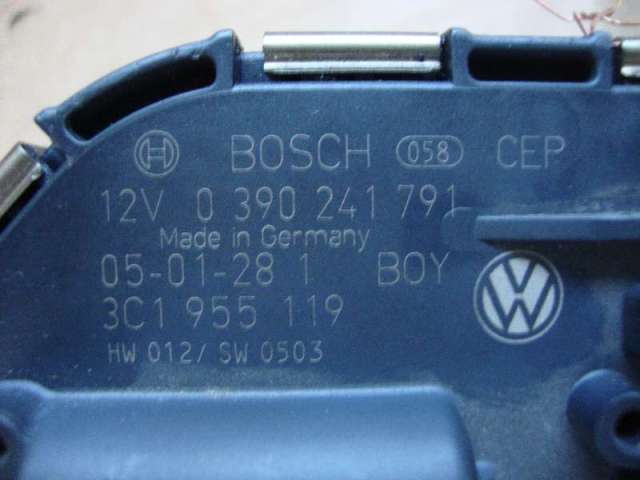 BOSCH 058 CEP
12V 0 390 241 791
Made in Germany
05-01-28 1 BOY
3C1 955 119
HW 012/ SW 0503